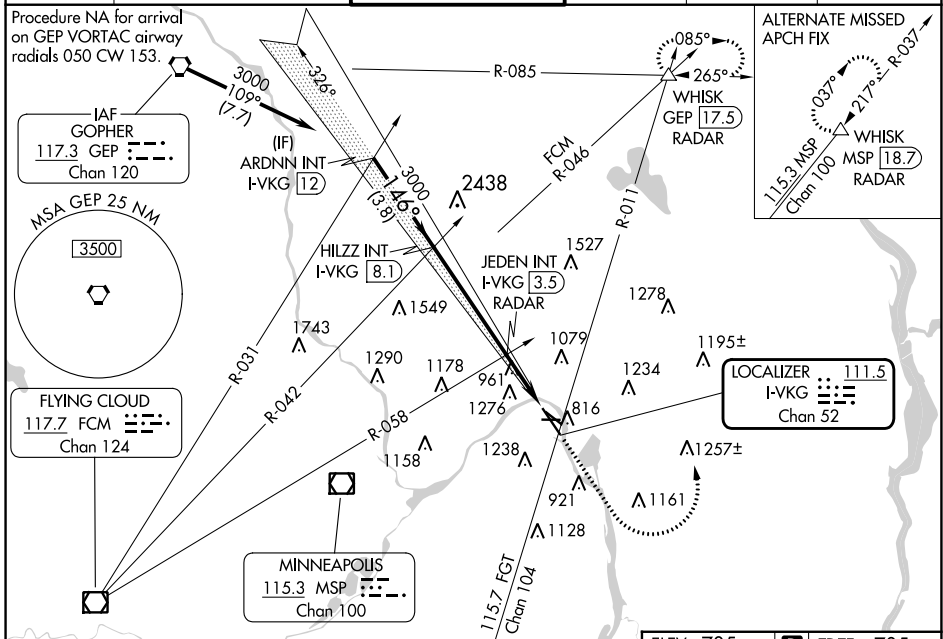 Procedure NA for arrival
on GEP VORTAC airway
radials 050 CW 153.
IAF
GOPHER
117.3 GEP
Chan 120
3000
109°
(7.7)
(IF)
ARDNN INT
I-VKG 12
326°
3000
146°
(3.8)
2438
R-085
085°
265°
WHISK
GEP 17.5
RADAR
FCM
R-046
R-011
ALTERNATE MISSED
APCH FIX
R-037
037°
217°
WHISK
MSP 18.7
RADAR
115.3 MSP
Chan 100
MSA GEP 25 NM
3500
HILZZ INT
I-VKG 8.1
JEDEN INT
I-VKG 3.5
RADAR
1527
1549
1278
1743
1079
1195±
1290
1178
961
1234
1276
816
LOCALIZER 111.5
I-VKG
Chan 52
R-031
R-042
R-058
FLYING CLOUD
117.7 FCM
Chan 124
1158
1238
1257±
921
1161
1128
MINNEAPOLIS
115.3 MSP
Chan 100
115.7 FGT
Chan 104